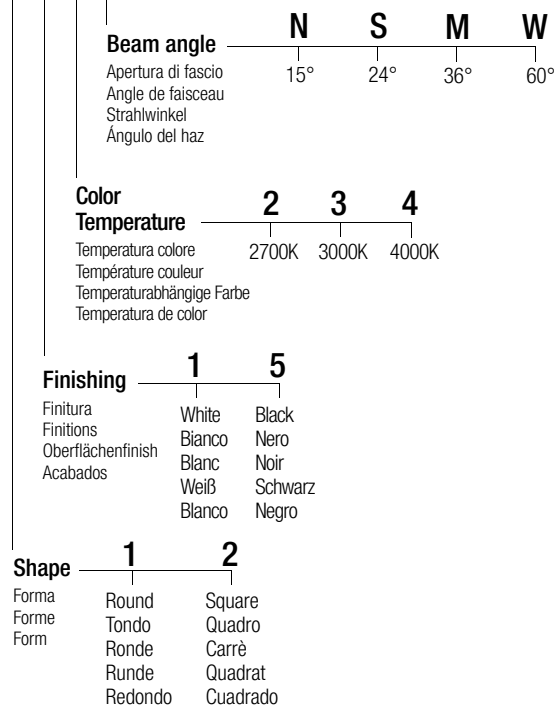 N S M W
Beam angle
15° 24° 36° 60°
Apertura di fascio
Angle de faisceau
Strahlwinkel
Ángulo del haz
Color
Temperature
2 3 4
Temperatura colore
2700K 3000K 4000K
Température couleur
Temperaturabhängige Farbe
Temperatura de color
1 5
Finishing
Finitura
Finitions
Oberflächenfinish
Acabados
White Black
Bianco Nero
Blanc Noir
Weiß Schwarz
Blanco Negro
1 2
Shape
Forma
Forme
Form
Round Square
Tondo Quadro
Ronde Carrè
Runde Quadrat
Redondo Cuadrado